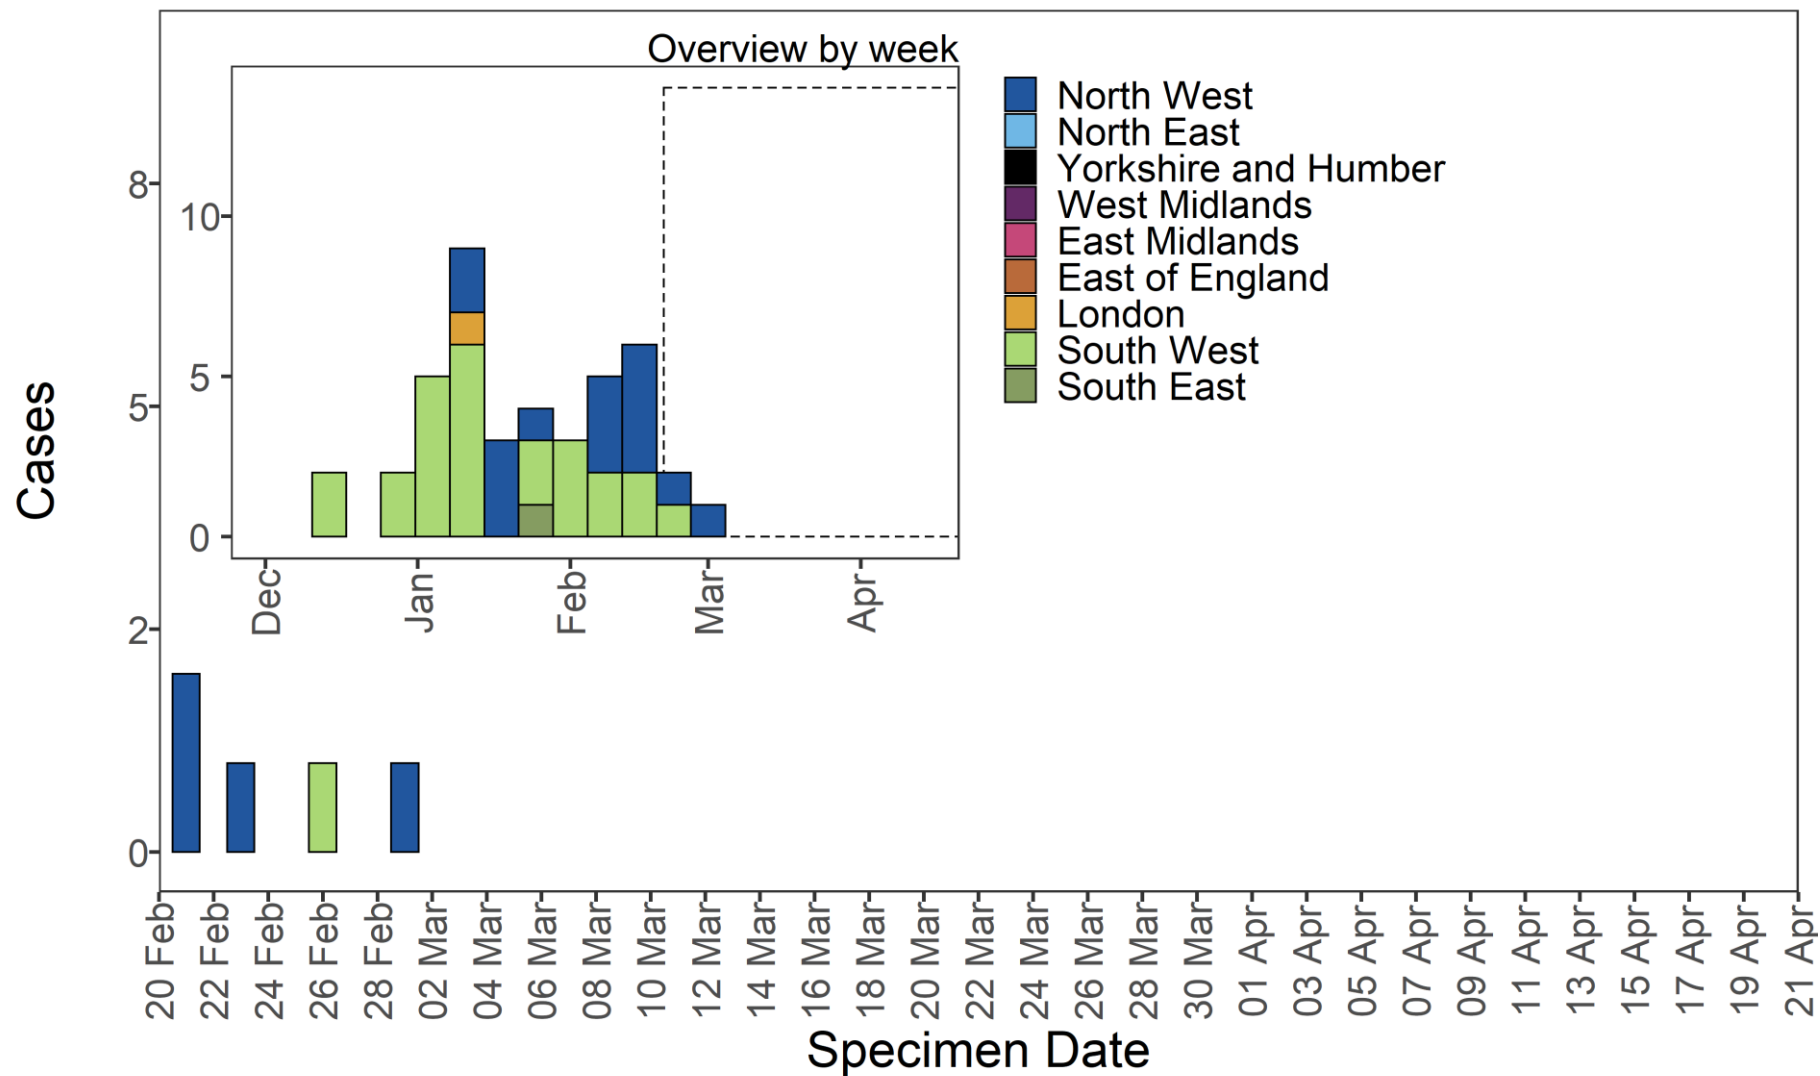 Overview by week
North West
North East
Yorkshire and Humber
West Midlands
East Midlands
East of England
London
South West
South East
10
5
0
Dec
Jan
Feb
Mar
Apr
Cases
8
5
2
0
20 Feb
22 Feb
24 Feb
26 Feb
28 Feb
02 Mar
04 Mar
06 Mar
08 Mar
10 Mar
12 Mar
14 Mar
16 Mar
18 Mar
20 Mar
22 Mar
24 Mar
26 Mar
28 Mar
30 Mar
01 Apr
03 Apr
05 Apr
07 Apr
09 Apr
11 Apr
13 Apr
15 Apr
17 Apr
19 Apr
21 Apr
Specimen Date